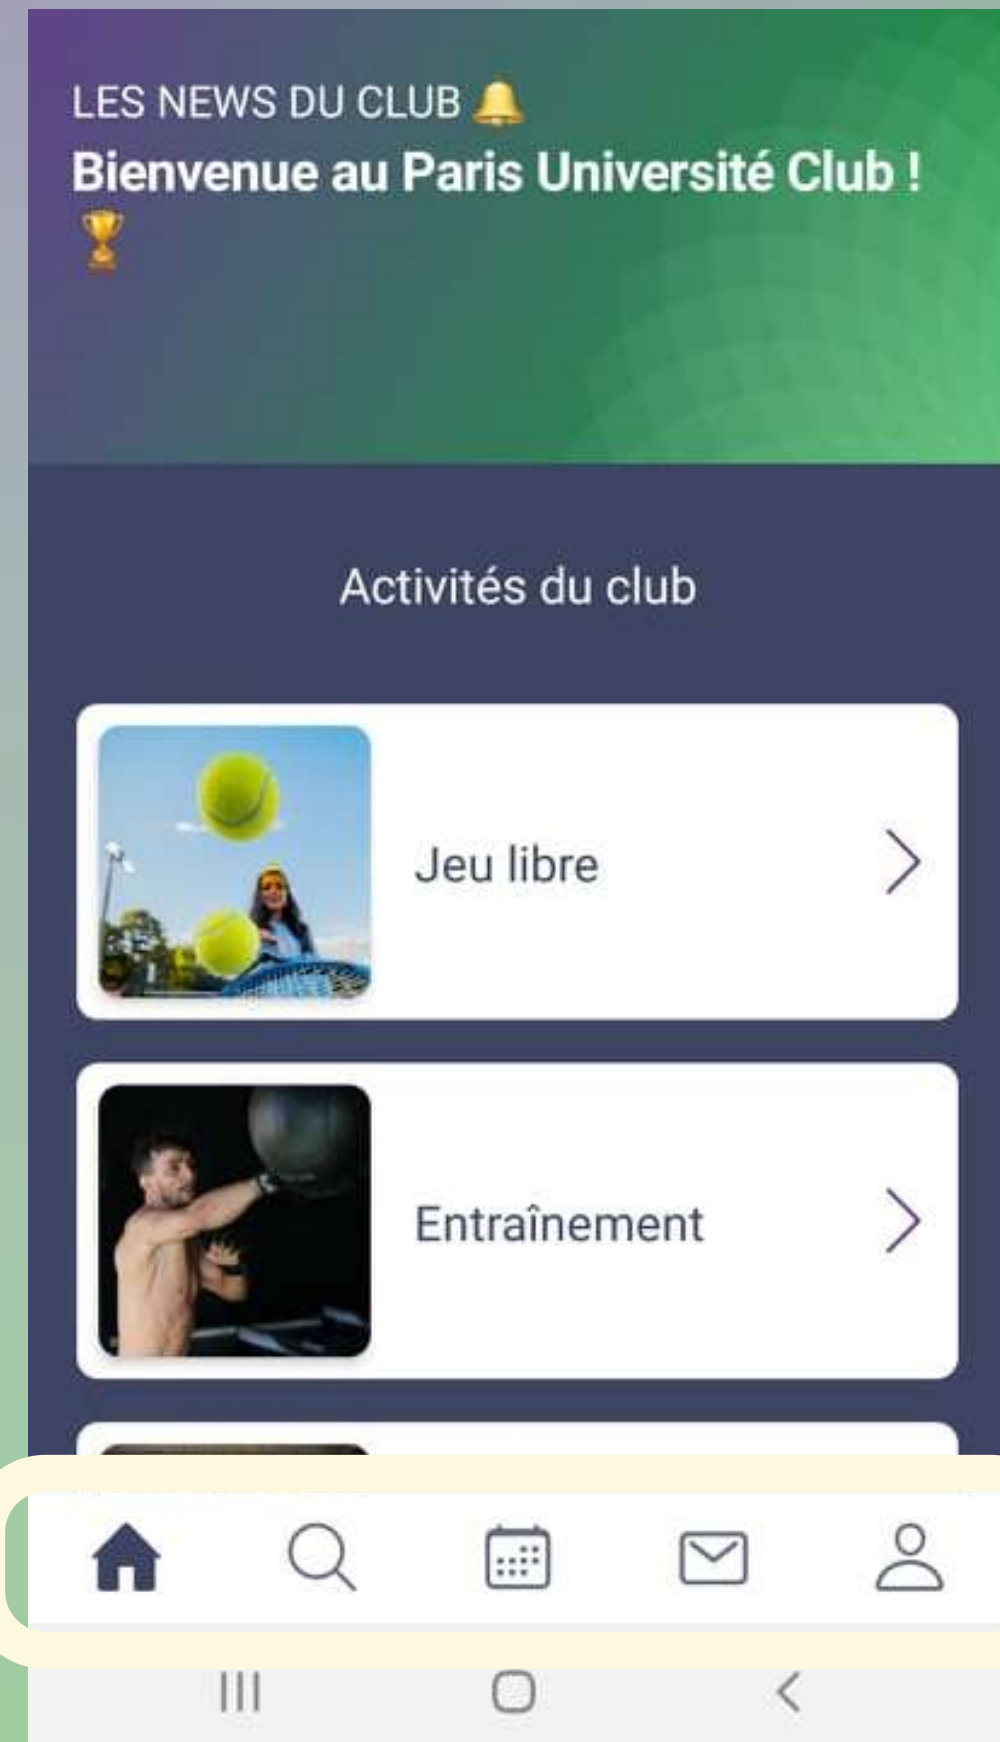 LES NEWS DU CLUB 🔔
Bienvenue au Paris Université Club !
🏆
Activités du club
Jeu libre
Entraînement